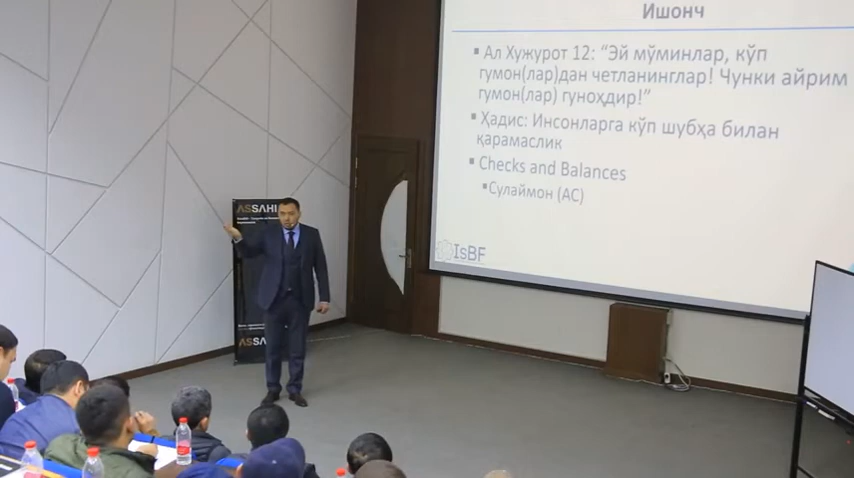 Ишонч
Ал Хужурот 12: “Эй мўминлар, кўп
гумон(лар)дан четланинглар! Чунки айрим
гумон(лар) гуноҳдир!”
Ҳадис: Инсонларга кўп шубҳа билан
қарамаслик
Checks and Balances
Сулаймон (АС)
IsBF
ASSAHI
ASSAHI